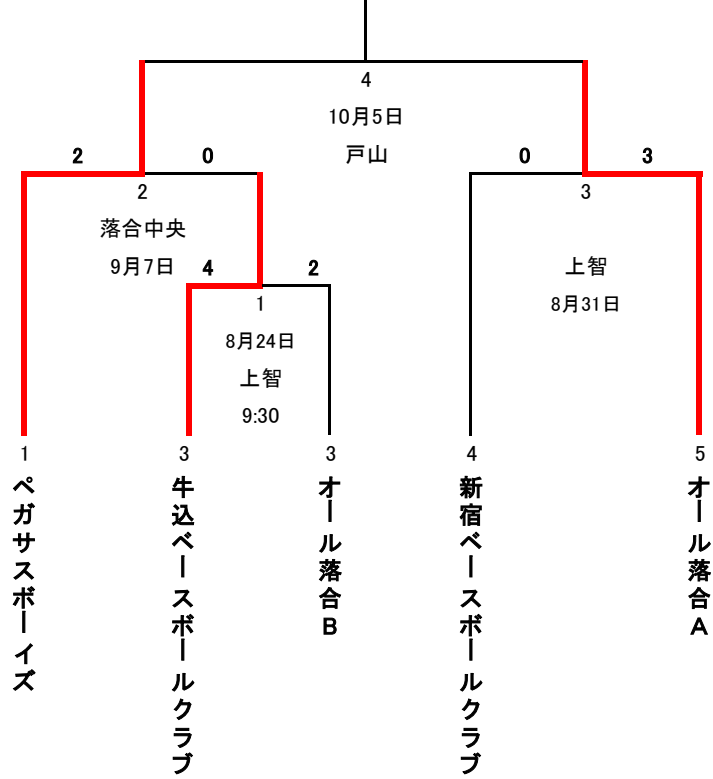 4
10月5日
戸山
2 0
0 3
2
落合中央
9月7日
3
上智
8月31日
4 2
1
8月24日
上智
9:30
1
3
3
4
5
ペガサスボーイズ
牛込ベースボールクラブ
オール落合B
新宿ベースボールクラブ
オール落合A